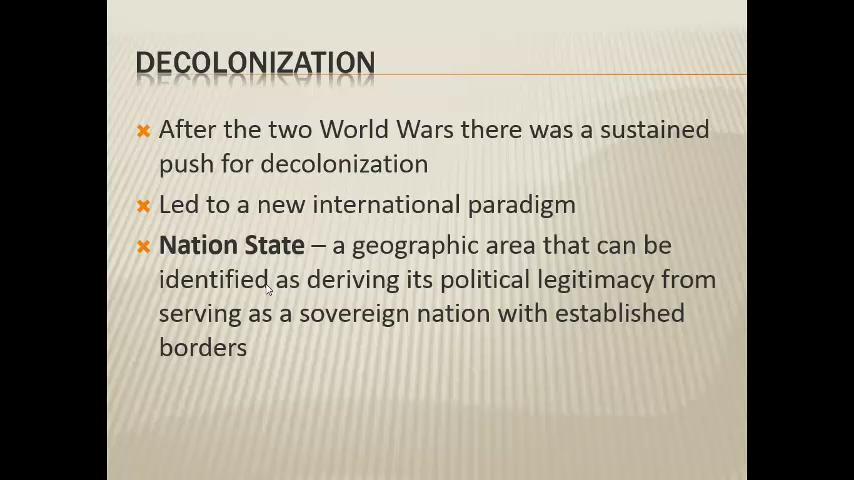 DECOLONIZATION
After the two World Wars there was a sustained
push for decolonization
Led to a new international paradigm
Nation State – a geographic area that can be
identified as deriving its political legitimacy from
serving as a sovereign nation with established
borders